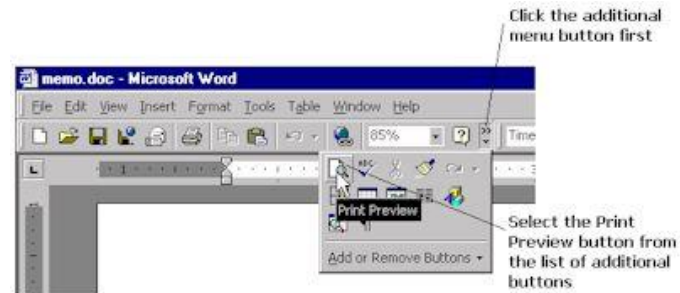 Click the additional
menu button first
memo.doc - Microsoft Word
File Edit View Insert Format Tools Table Window Help
85%
Time
ABC
1
Print Preview
Add or Remove Buttons
Select the Print
Preview button from
the list of additional
buttons